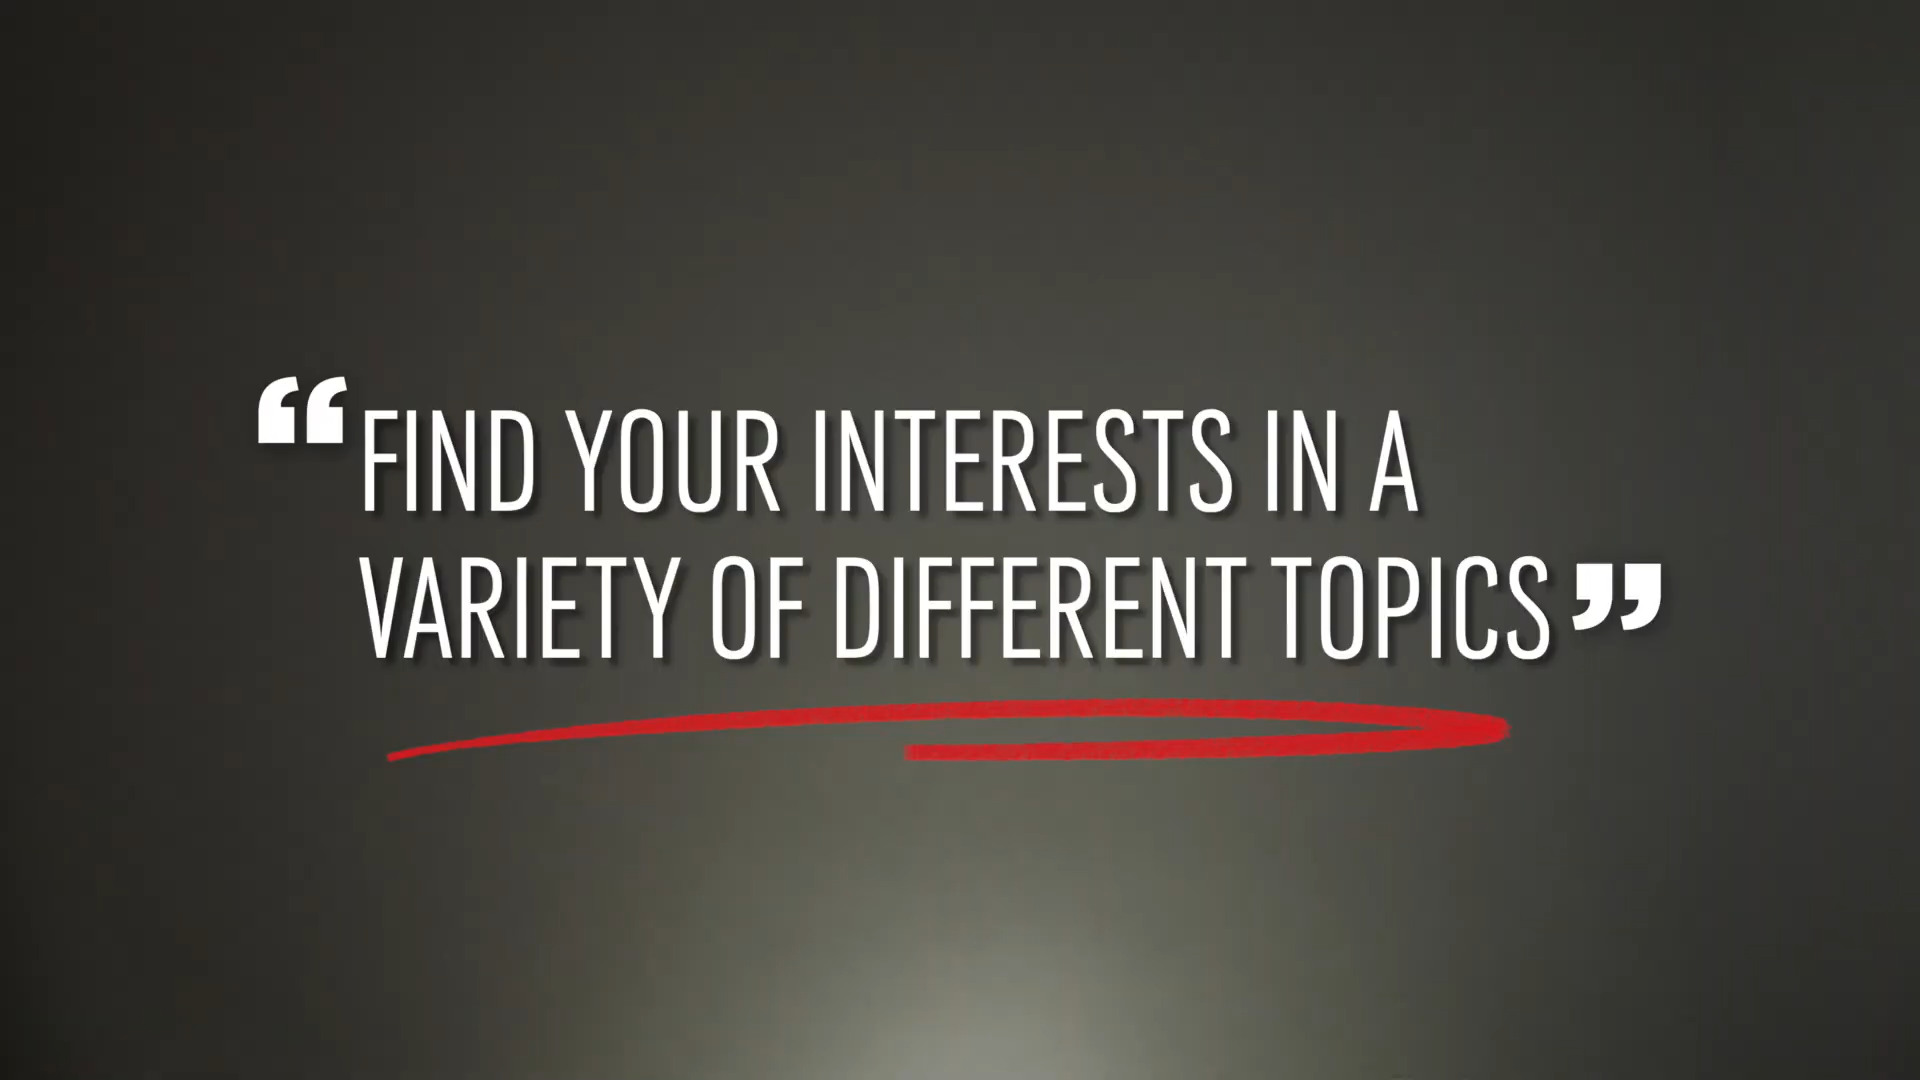 “FIND YOUR INTERESTS IN A
VARIETY OF DIFFERENT TOPICS”